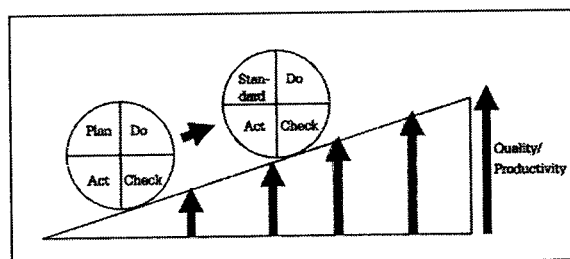 Stan-
dard
Do
Act
Check
Plan
Do
Act
Check
Quality/
Productivity